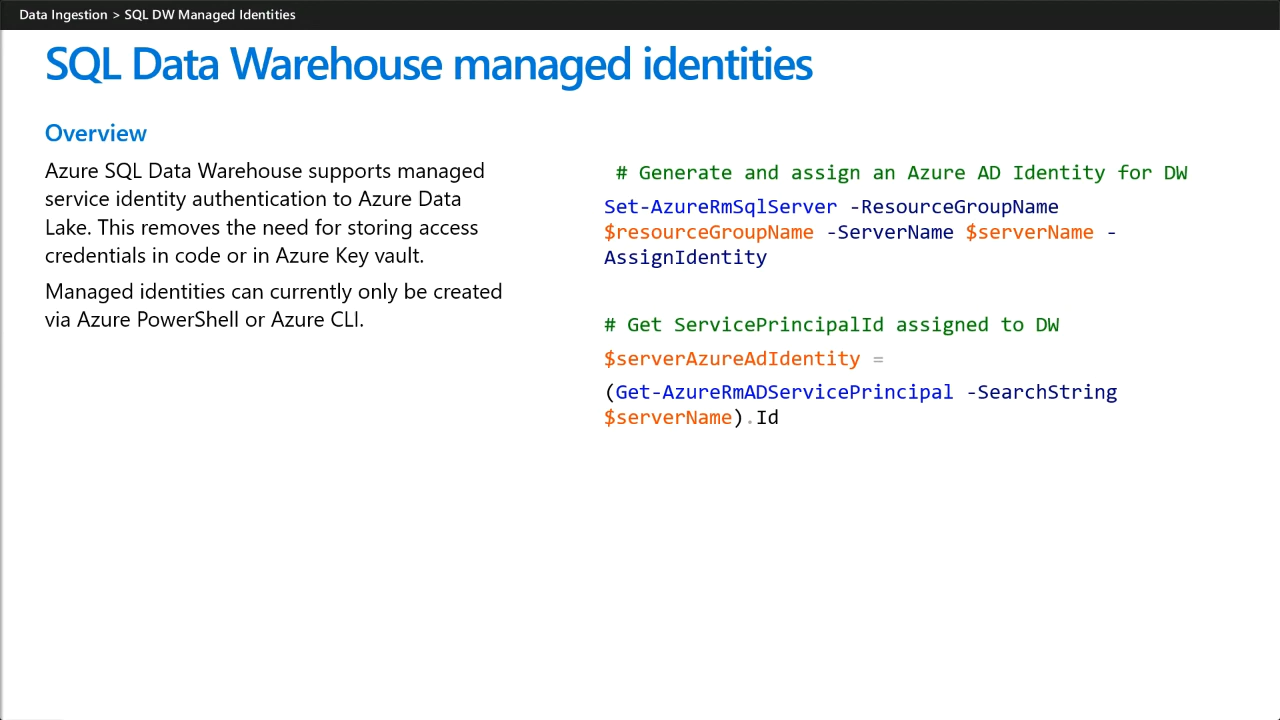 Data Ingestion > SQL DW Managed Identities
SQL Data Warehouse managed identities
Overview
Azure SQL Data Warehouse supports managed
service identity authentication to Azure Data
Lake. This removes the need for storing access
credentials in code or in Azure Key vault.
Managed identities can currently only be created
via Azure PowerShell or Azure CLI.
# Generate and assign an Azure AD Identity for DW
Set-AzureRmSqlServer -ResourceGroupName
$resourceGroupName -ServerName $serverName -
AssignIdentity
# Get ServicePrincipalId assigned to DW
$serverAzureAdIdentity =
(Get-AzureRmADServicePrincipal -SearchString
$serverName).Id